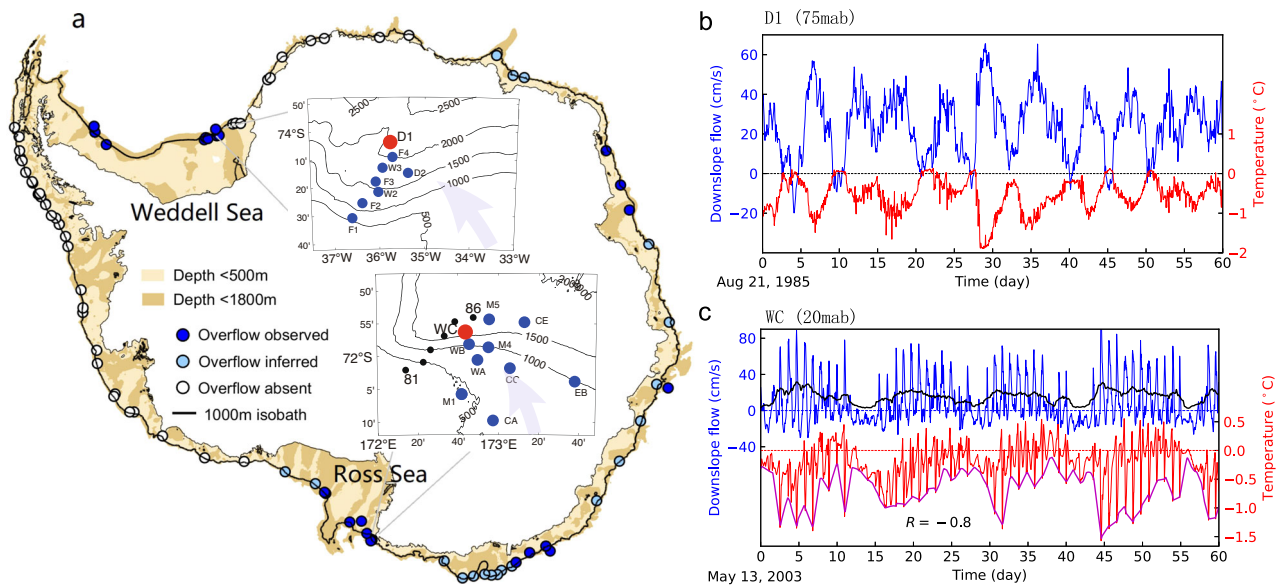 a
Weddell Sea
Depth <500m
Depth <1800m
Overflow observed
Overflow inferred
Overflow absent
1000m isobath
Ross Sea
50'
74°S
10'
20'
30'
40'
37°W
36°W
35°W
34°W
33°W
2500
2500
2000
1500
1000
500
D1
F4
W3
D2
F3
W2
F2
F1
50'
55'
72°S
5'
10'
172°E
20'
40'
173°E
20'
40'
1500
1000
500
86
M5
CE
WC
WB
M4
WA
CC
81
M1
EB
CA
b
D1 (75mab)
Downslope flow (cm/s)
60
40
20
0
−20
Temperature (°C)
1
0
−1
−2
0 5 10 15 20 25 30 35 40 45 50 55 60
Aug 21, 1985
Time (day)
c
WC (20mab)
Downslope flow (cm/s)
80
40
0
−40
Temperature (°C)
0.5
0.0
−0.5
−1.0
−1.5
R = −0.8
0 5 10 15 20 25 30 35 40 45 50 55 60
May 13, 2003
Time (day)